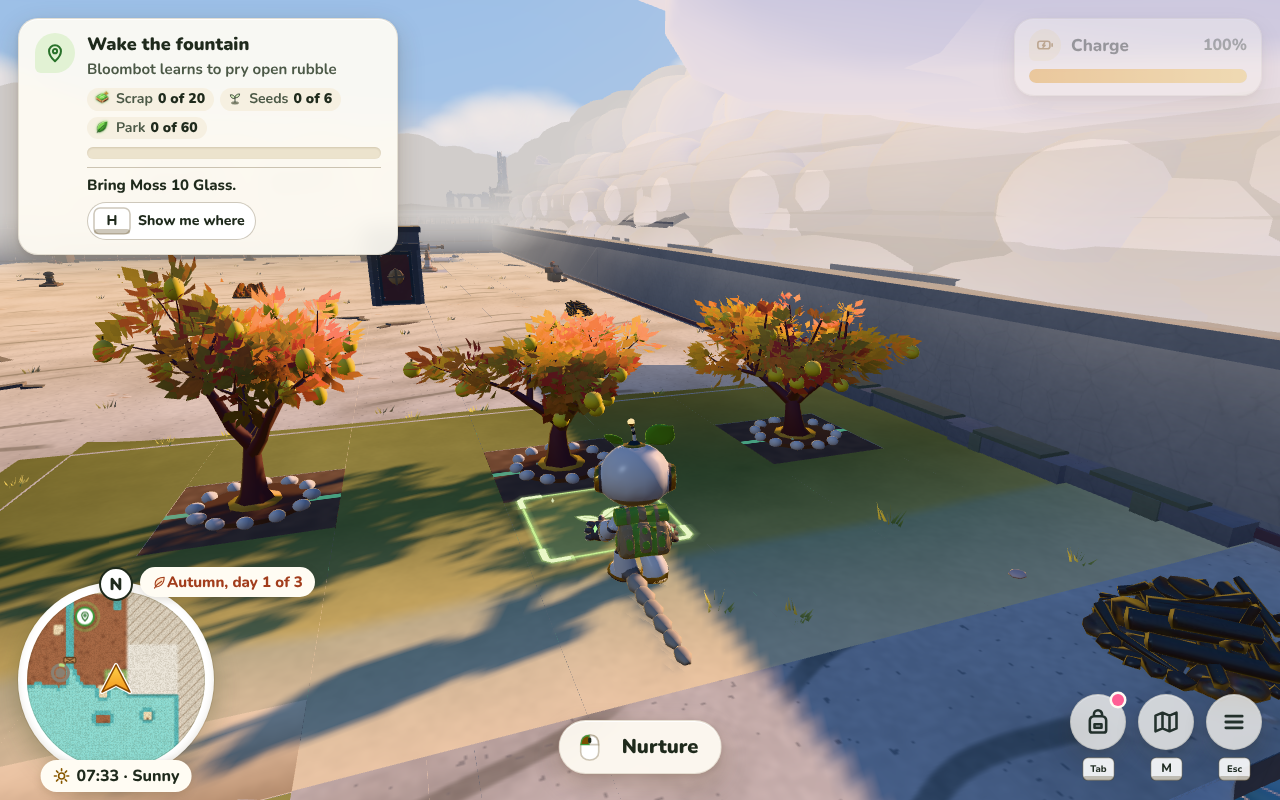 Wake the fountain
Bloombot learns to pry open rubble
Scrap 0 of 20 Seeds 0 of 6
Park 0 of 60
Bring Moss 10 Glass.
H Show me where
Charge 100%
N
Autumn, day 1 of 3
07:33 · Sunny
Nurture
Tab M Esc